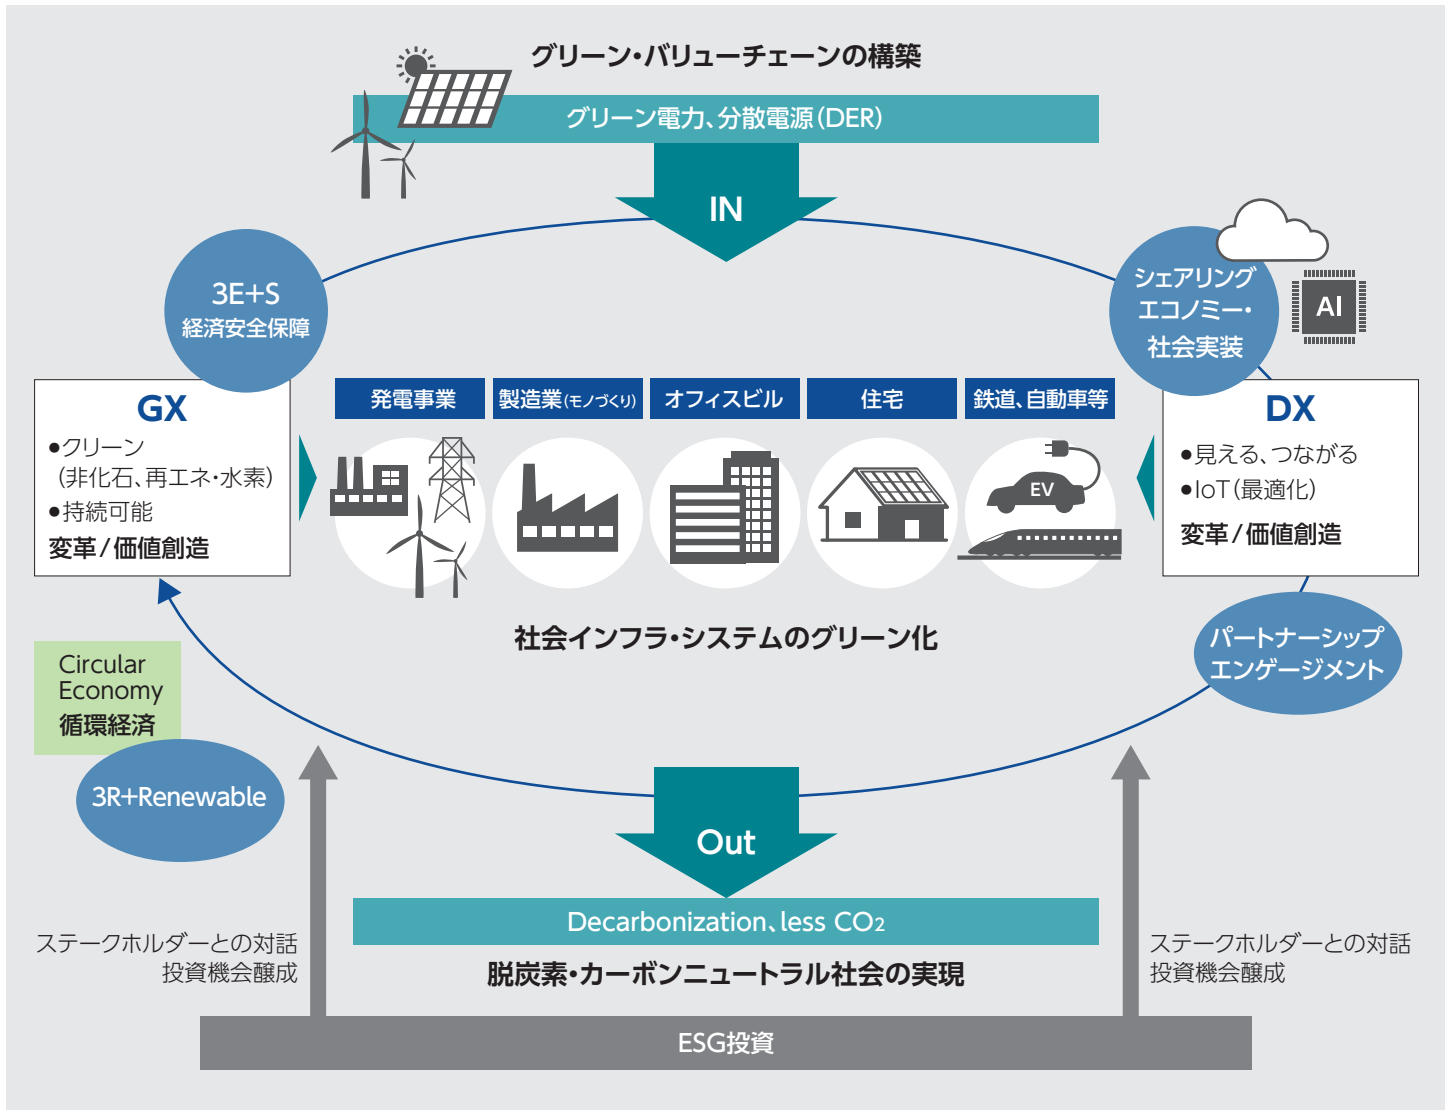 グリーン・バリューチェーンの構築
グリーン電力、分散電源（DER）
IN
3E+S
経済安全保障
シェアリング
エコノミー・
社会実装
AI
GX
●クリーン
（非化石、再エネ・水素）
●持続可能
変革/価値創造
発電事業
製造業（モノづくり）
オフィスビル
住宅
鉄道、自動車等
EV
DX
●見える、つながる
●IoT（最適化）
変革/価値創造
社会インフラ・システムのグリーン化
パートナーシップ
エンゲージメント
Circular
Economy
循環経済
3R+Renewable
Out
Decarbonization、less CO2
脱炭素・カーボンニュートラル社会の実現
ステークホルダーとの対話
投資機会醸成
ステークホルダーとの対話
投資機会醸成
ESG投資